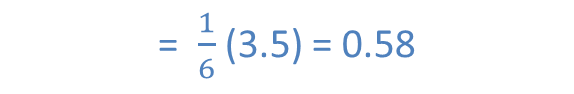 = 1/6 (3.5) = 0.58